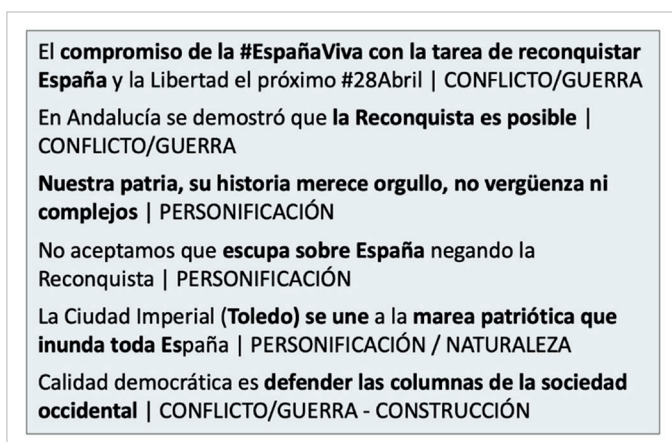 El compromiso de la #EspañaViva con la tarea de reconquistar
España y la Libertad el próximo #28Abril | CONFLICTO/GUERRA
En Andalucía se demostró que la Reconquista es posible |
CONFLICTO/GUERRA
Nuestra patria, su historia merece orgullo, no vergüenza ni
complejos | PERSONIFICACIÓN
No aceptamos que escupa sobre España negando la
Reconquista | PERSONIFICACIÓN
La Ciudad Imperial (Toledo) se une a la marea patriótica que
inunda toda España | PERSONIFICACIÓN / NATURALEZA
Calidad democrática es defender las columnas de la sociedad
occidental | CONFLICTO/GUERRA - CONSTRUCCIÓN